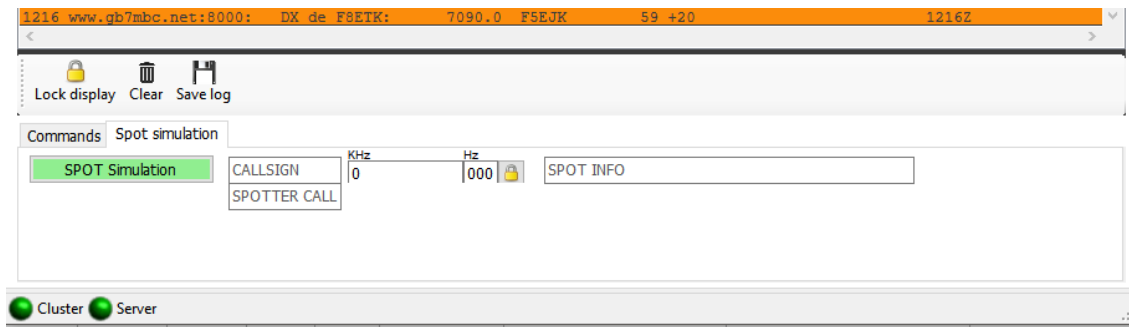 1216 www.gb7mbc.net:8000: DX de F8ETK: 7090.0 F5EJK 59 +20 1216Z
Lock display Clear Save log
Commands Spot simulation
KHz Hz
SPOT Simulation CALLSIGN 0 000 SPOT INFO
SPOTTER CALL
Cluster Server